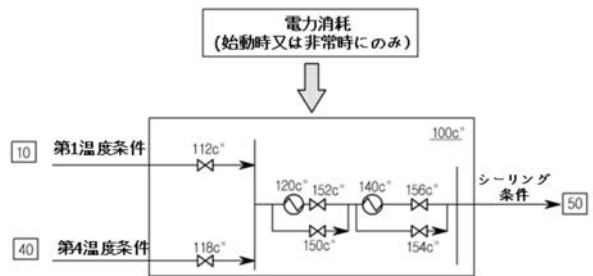 電力消耗
(始動時又は非常時にのみ)
100c"
10
第1温度条件
112c"
120c"
152c"
140c"
156c"
シーリング
条件
50
150c"
154c"
40
第4温度条件
118c"